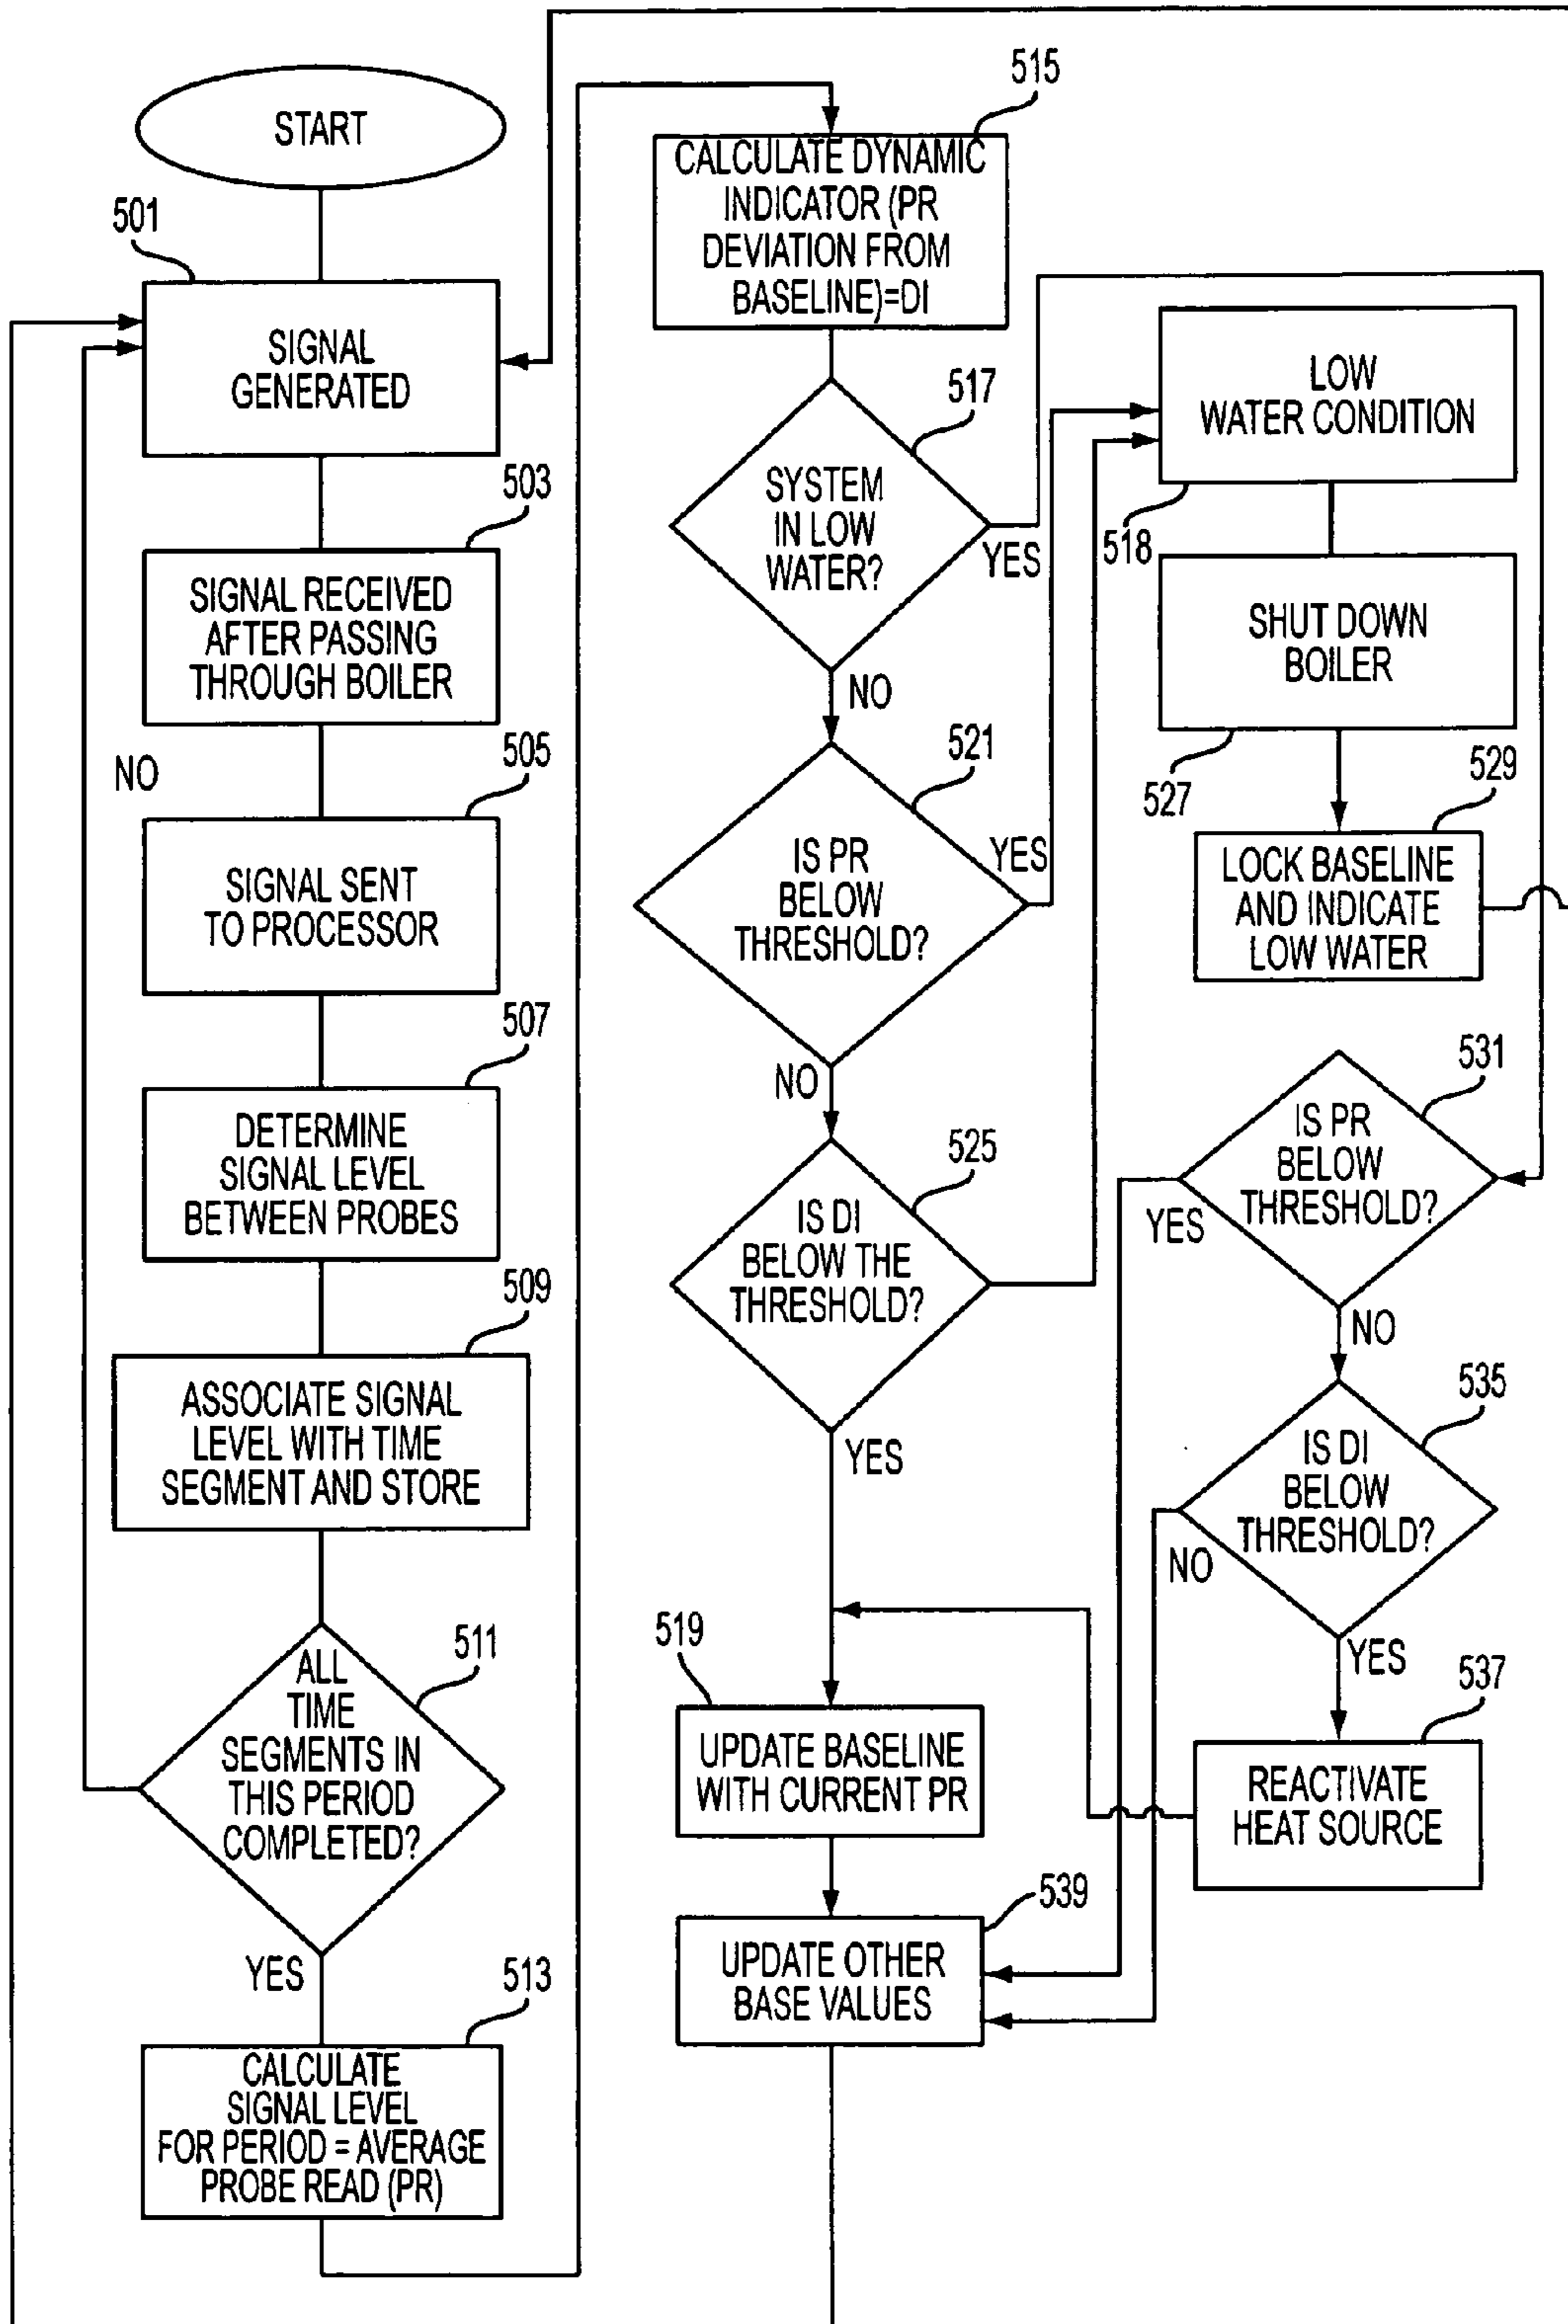 START
501
SIGNAL
GENERATED
503
SIGNAL RECEIVED
AFTER PASSING
THROUGH BOILER
NO
505
SIGNAL SENT
TO PROCESSOR
507
DETERMINE
SIGNAL LEVEL
BETWEEN PROBES
509
ASSOCIATE SIGNAL
LEVEL WITH TIME
SEGMENT AND STORE
511
ALL
TIME
SEGMENTS IN
THIS PERIOD
COMPLETED?
YES
513
CALCULATE
SIGNAL LEVEL
FOR PERIOD = AVERAGE
PROBE READ (PR)
515
CALCULATE DYNAMIC
INDICATOR (PR
DEVIATION FROM
BASELINE)=DI
517
SYSTEM
IN LOW
WATER?
YES
NO
521
IS PR
BELOW
THRESHOLD?
YES
NO
525
IS DI
BELOW THE
THRESHOLD?
YES
519
UPDATE BASELINE
WITH CURRENT PR
539
UPDATE OTHER
BASE VALUES
LOW
WATER CONDITION
518
SHUT DOWN
BOILER
527
529
LOCK BASELINE
AND INDICATE
LOW WATER
531
IS PR
BELOW
THRESHOLD?
YES
NO
535
IS DI
BELOW
THRESHOLD?
NO
YES
537
REACTIVATE
HEAT SOURCE